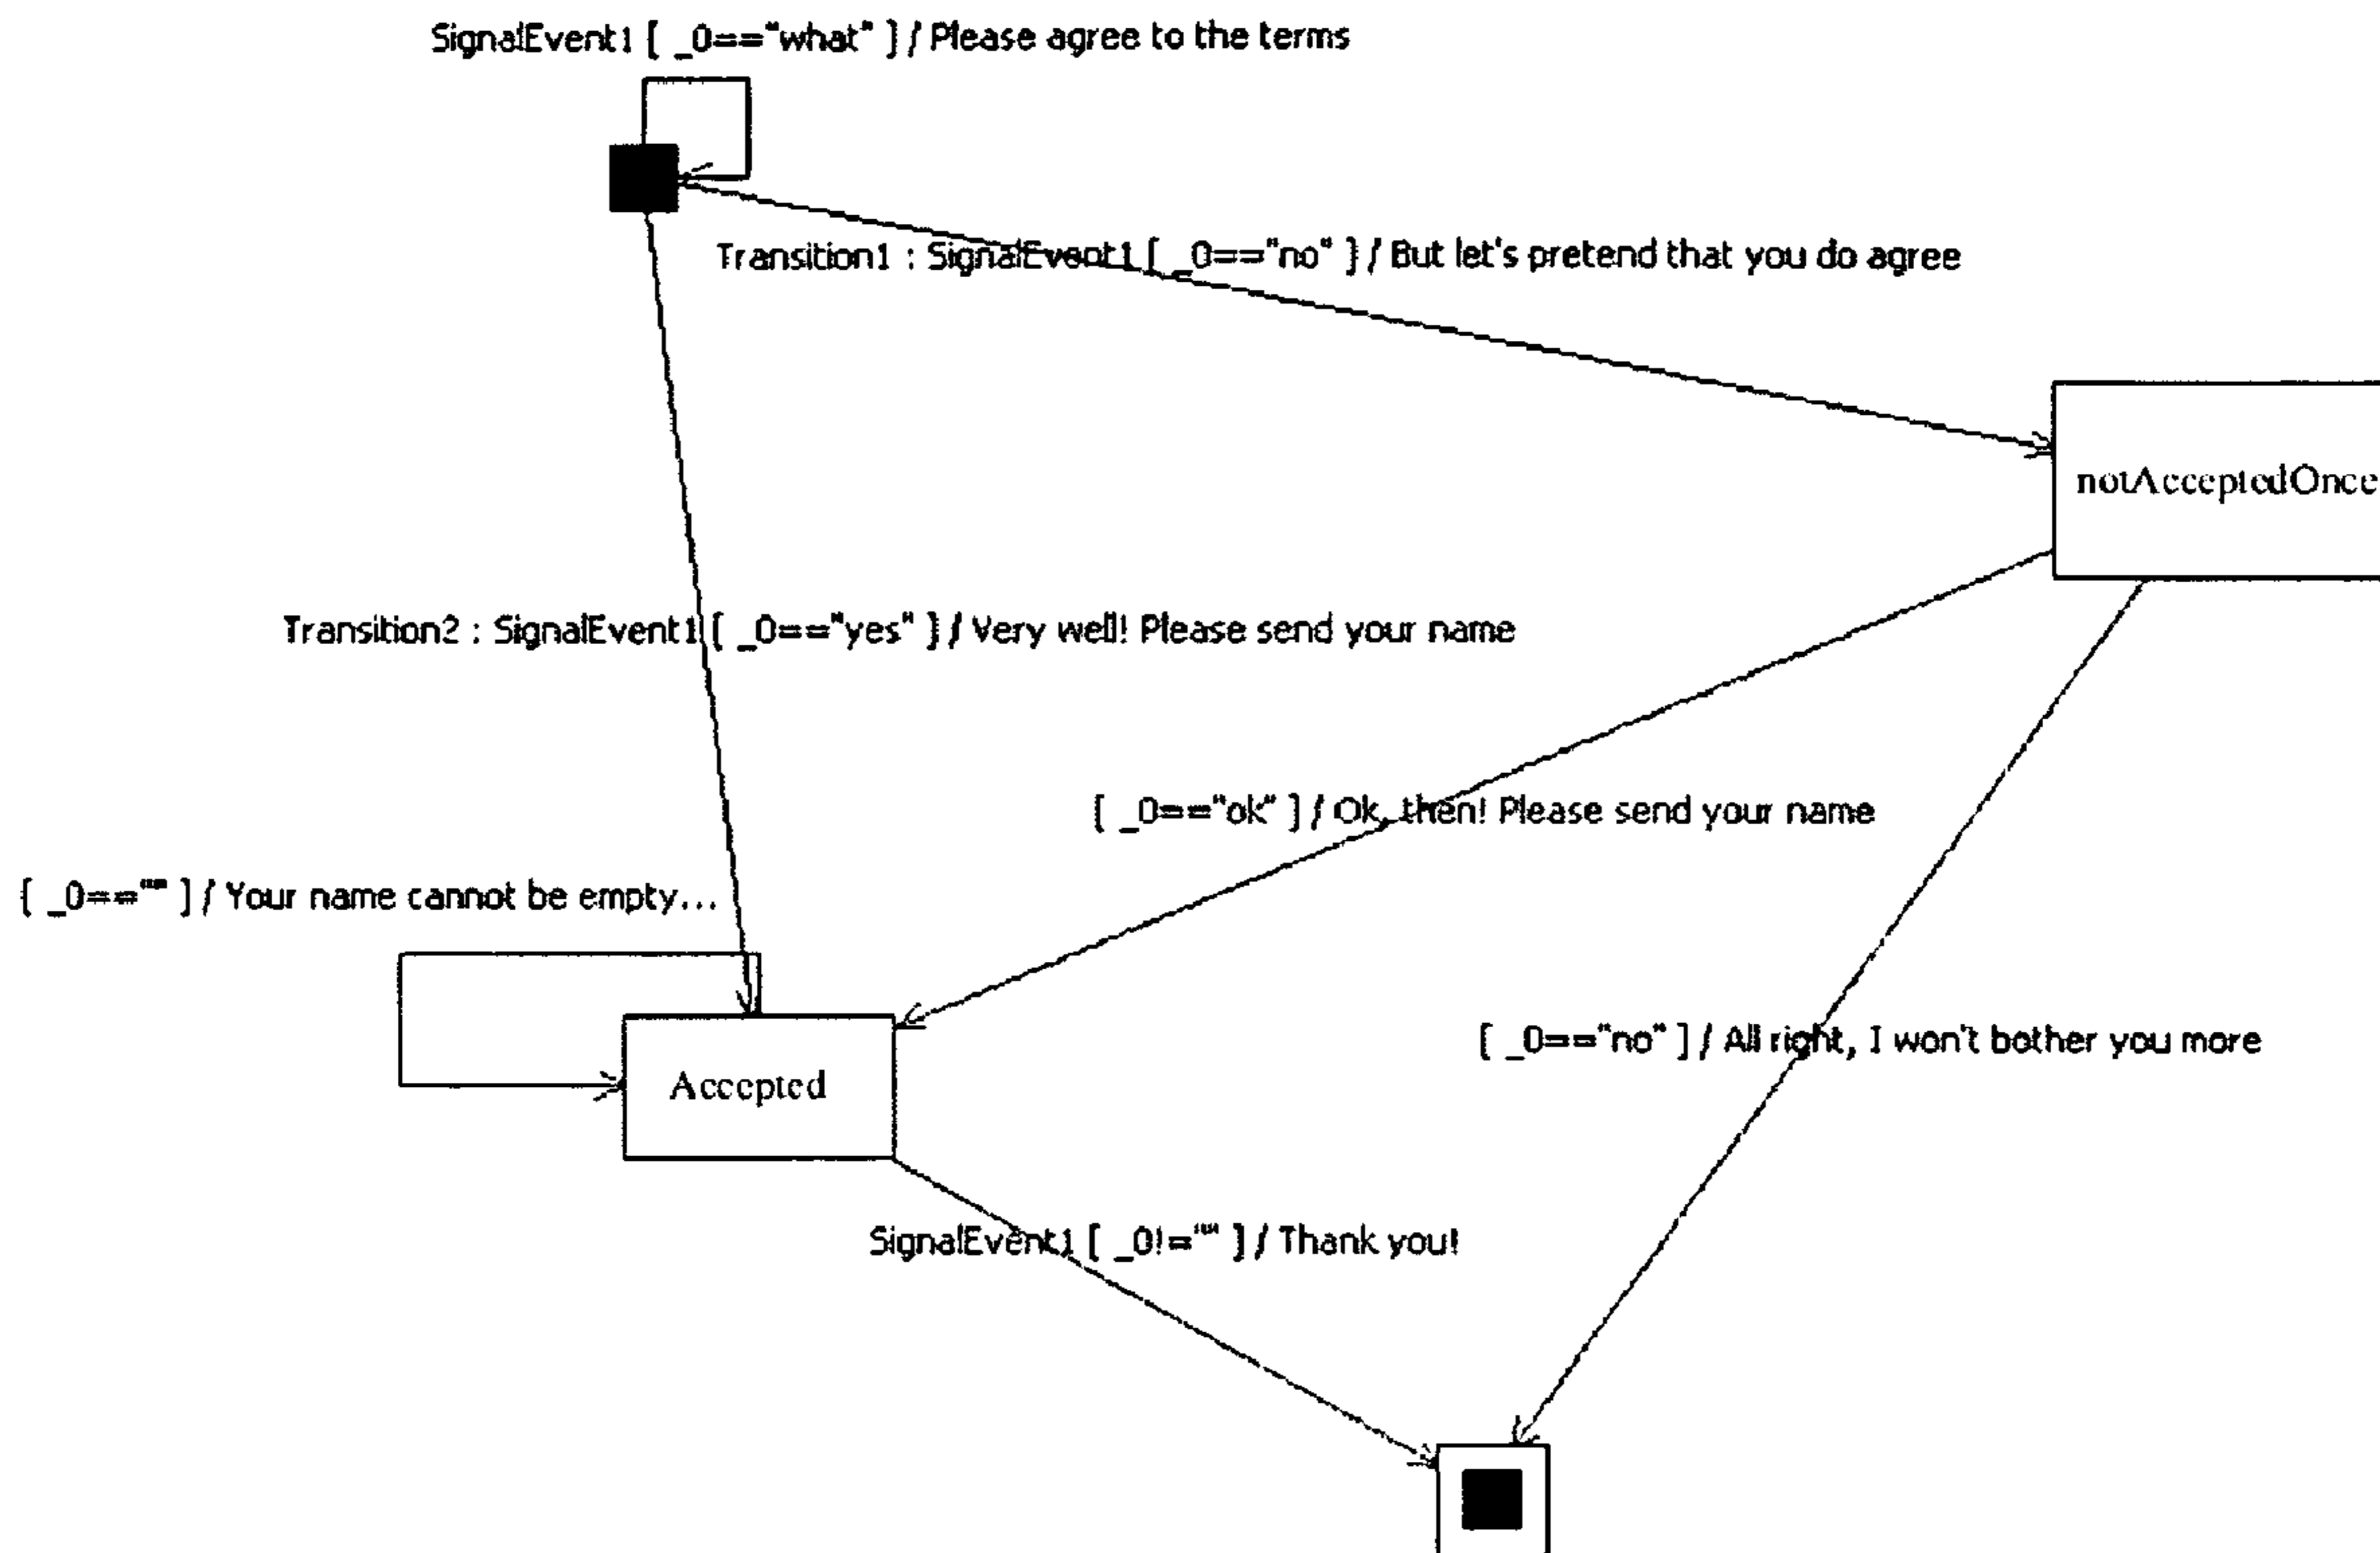 SignalEvent1 [ _0=="what" ] / Please agree to the terms
Transition1 : SignalEvent1 [ _0=="no" ] / But let's pretend that you do agree
notAcceptedOnce
Transition2 : SignalEvent1 [ _0=="yes" ] / Very well! Please send your name
[ _0=="ok" ] / Ok, then! Please send your name
[ _0=="" ] / Your name cannot be empty...
[ _0=="no" ] / All right, I won't bother you more
Accepted
SignalEvent1 [ _0!="" ] / Thank you!